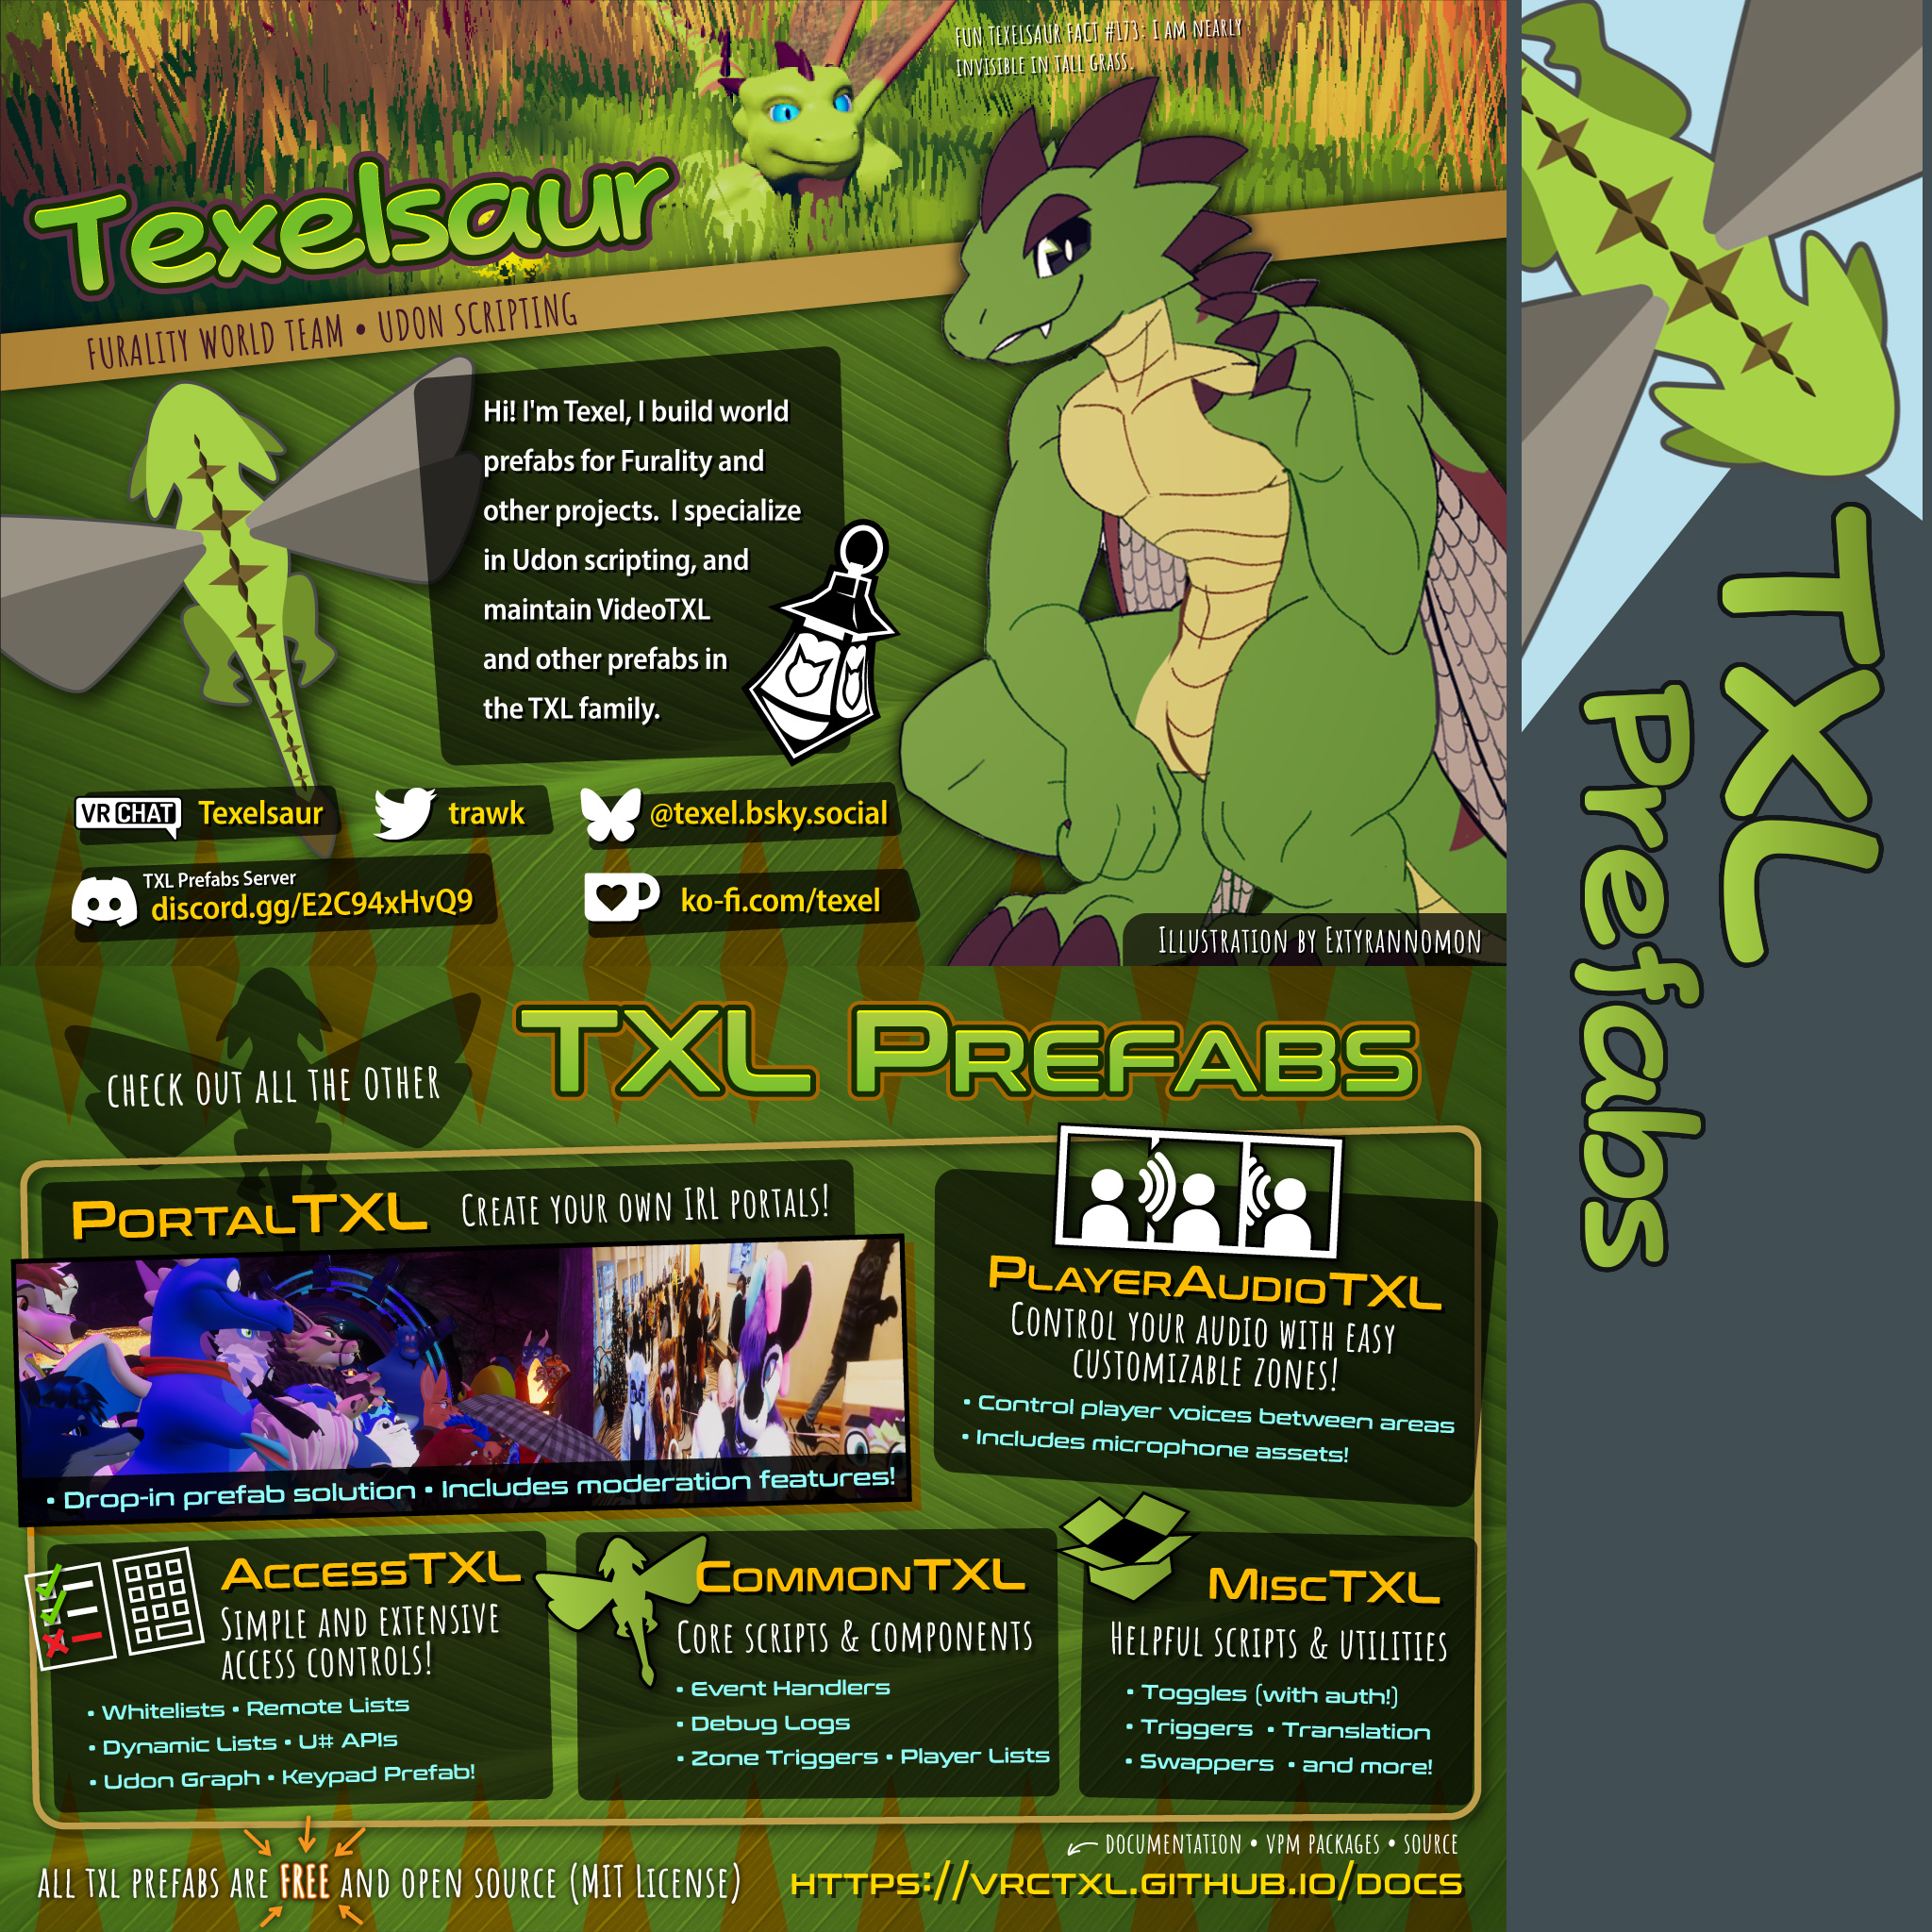 FUN TEXELSAUR FACT #173: I AM NEARLY
INVISIBLE IN TALL GRASS.
Texelsaur
FURALITY WORLD TEAM • UDON SCRIPTING
Hi! I'm Texel, I build world
prefabs for Furality and
other projects.  I specialize
in Udon scripting, and
maintain VideoTXL
and other prefabs in
the TXL family.
VRCHAT Texelsaur
trawk
@texel.bsky.social
TXL Prefabs Server
discord.gg/E2C94xHvQ9
ko-fi.com/texel
ILLUSTRATION BY EXTYRANNOMON
CHECK OUT ALL THE OTHER
TXL PREFABS
PORTALTXL
CREATE YOUR OWN IRL PORTALS!
• Drop-in prefab solution • Includes moderation features!
PLAYERAUDIOTXL
CONTROL YOUR AUDIO WITH EASY
CUSTOMIZABLE ZONES!
• Control player voices between areas
• Includes microphone assets!
ACCESSTXL
SIMPLE AND EXTENSIVE
ACCESS CONTROLS!
• Whitelists • Remote Lists
• Dynamic Lists • U# APIs
• Udon Graph • Keypad Prefab!
COMMONTXL
CORE SCRIPTS & COMPONENTS
• Event Handlers
• Debug Logs
• Zone Triggers • Player Lists
MISCTXL
HELPFUL SCRIPTS & UTILITIES
• Toggles (with auth!)
• Triggers • Translation
• Swappers • and more!
ALL TXL PREFABS ARE FREE AND OPEN SOURCE (MIT LICENSE)
DOCUMENTATION • VPM PACKAGES • SOURCE
HTTPS://VRCTXL.GITHUB.IO/DOCS
TXL
Prefabs